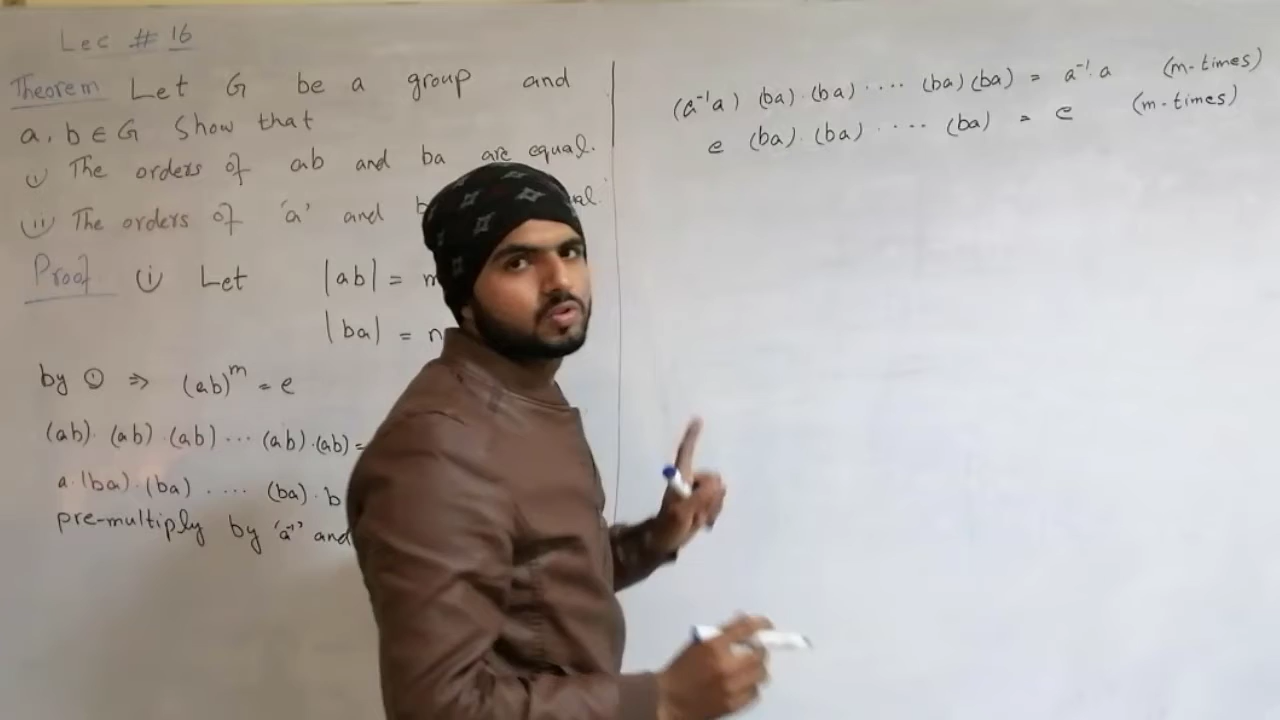 Lec # 16
Theorem Let G be a group and
a, b ∈ G Show that
(i) The orders of ab and ba are equal.
(ii) The orders of 'a' and
Proof (i) Let |ab| =
|ba| = n
by ① ⇒ (ab)^m = e
(ab)·(ab)·(ab)····(ab)·(ab) =
a·(ba)·(ba)····(ba)·b
pre-multiply by 'a⁻¹' and
(a⁻¹a) (ba)·(ba)····(ba)(ba) = a⁻¹·a (m-times)
e (ba)·(ba)····(ba) = e (m-times)